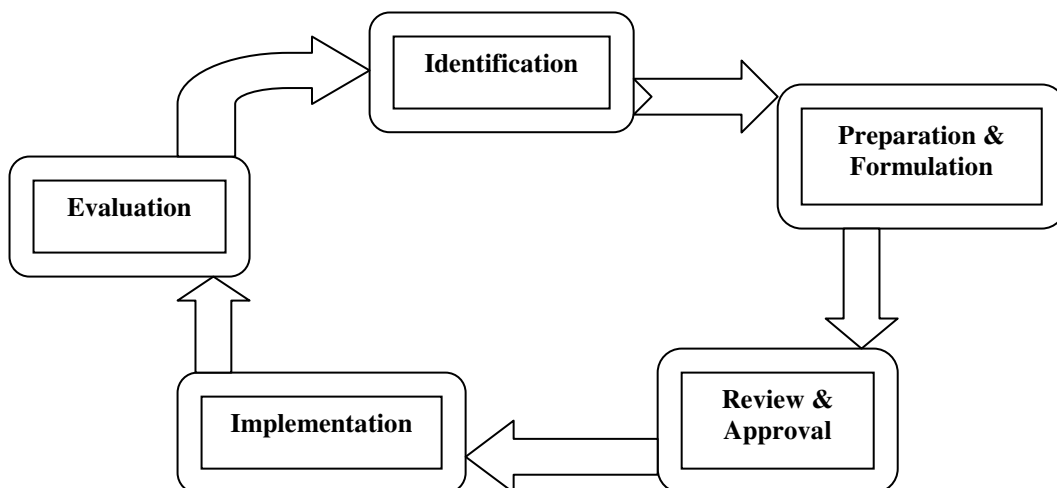 Identification
Preparation &
Formulation
Evaluation
Review &
Approval
Implementation